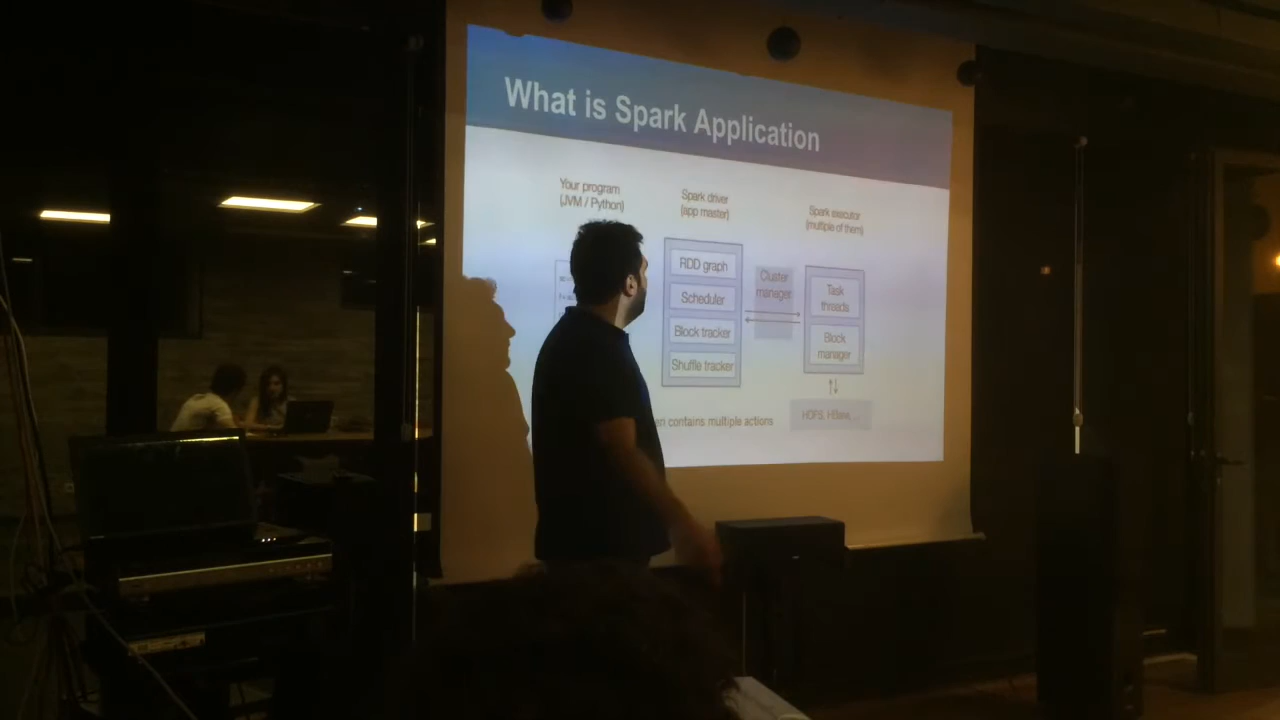 What is Spark Application
Your program
(JVM / Python)
Spark driver
(app master)
Spark executor
(multiple of them)
RDD graph
Scheduler
Block tracker
Shuffle tracker
Cluster
manager
Task
threads
Block
manager
contains multiple actions
HDFS, HBase, ...